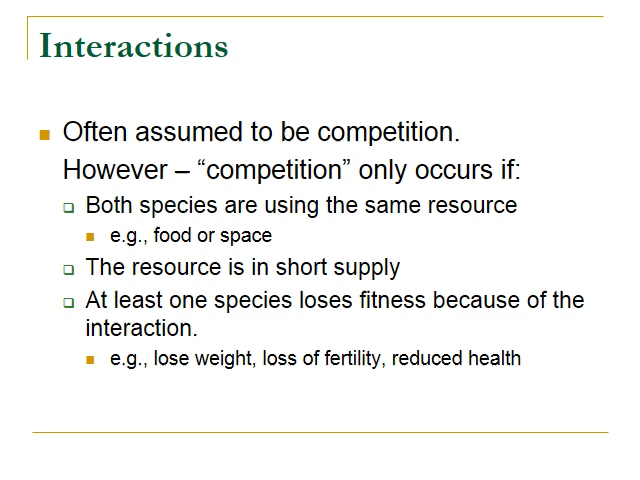 Interactions
Often assumed to be competition.
However – “competition” only occurs if:
Both species are using the same resource
e.g., food or space
The resource is in short supply
At least one species loses fitness because of the
interaction.
e.g., lose weight, loss of fertility, reduced health